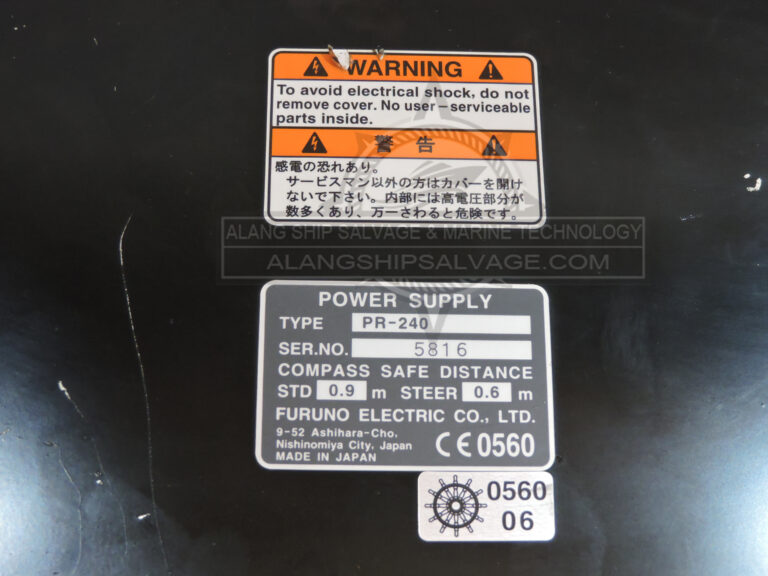 WARNING
To avoid electrical shock, do not
remove cover. No user-serviceable
parts inside.
警告
感電の恐れあり。
サービスマン以外の方はカバーを開け
ないで下さい。内部には高電圧部分が
数多くあり、万一さわると危険です。
ALANG SHIP SALVAGE & MARINE TECHNOLOGY
ALANGSHIPSALVAGE.COM
POWER SUPPLY
TYPE PR-240
SER.NO. 5816
COMPASS SAFE DISTANCE
STD 0.9 m STEER 0.6 m
FURUNO ELECTRIC CO., LTD.
9-52 Ashihara-Cho,
Nishinomiya City, Japan
MADE IN JAPAN
CE0560
0560
06